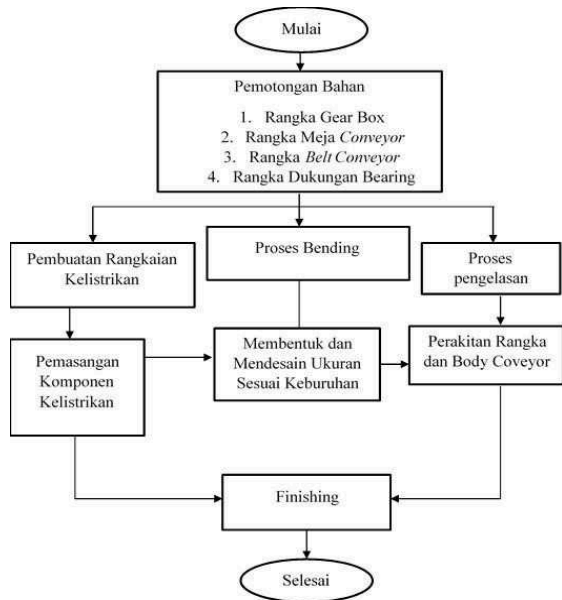 Mulai
Pemotongan Bahan
1. Rangka Gear Box
2. Rangka Meja Conveyor
3. Rangka Belt Conveyor
4. Rangka Dukungan Bearing
Pembuatan Rangkaian
Kelistrikan
Proses Bending
Proses
pengelasan
Pemasangan
Komponen
Kelistrikan
Membentuk dan
Mendesain Ukuran
Sesuai Keburuhan
Perakitan Rangka
dan Body Coveyor
Finishing
Selesai